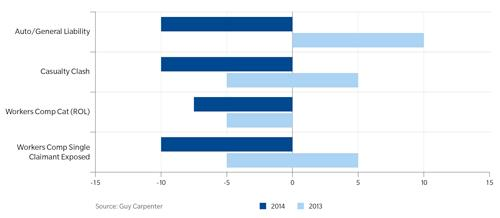 Auto/General Liability
Casualty Clash
Workers Comp Cat (ROL)
Workers Comp Single
Claimant Exposed
-15 -10 -5 0 5 10 15
Source: Guy Carpenter
2014 2013